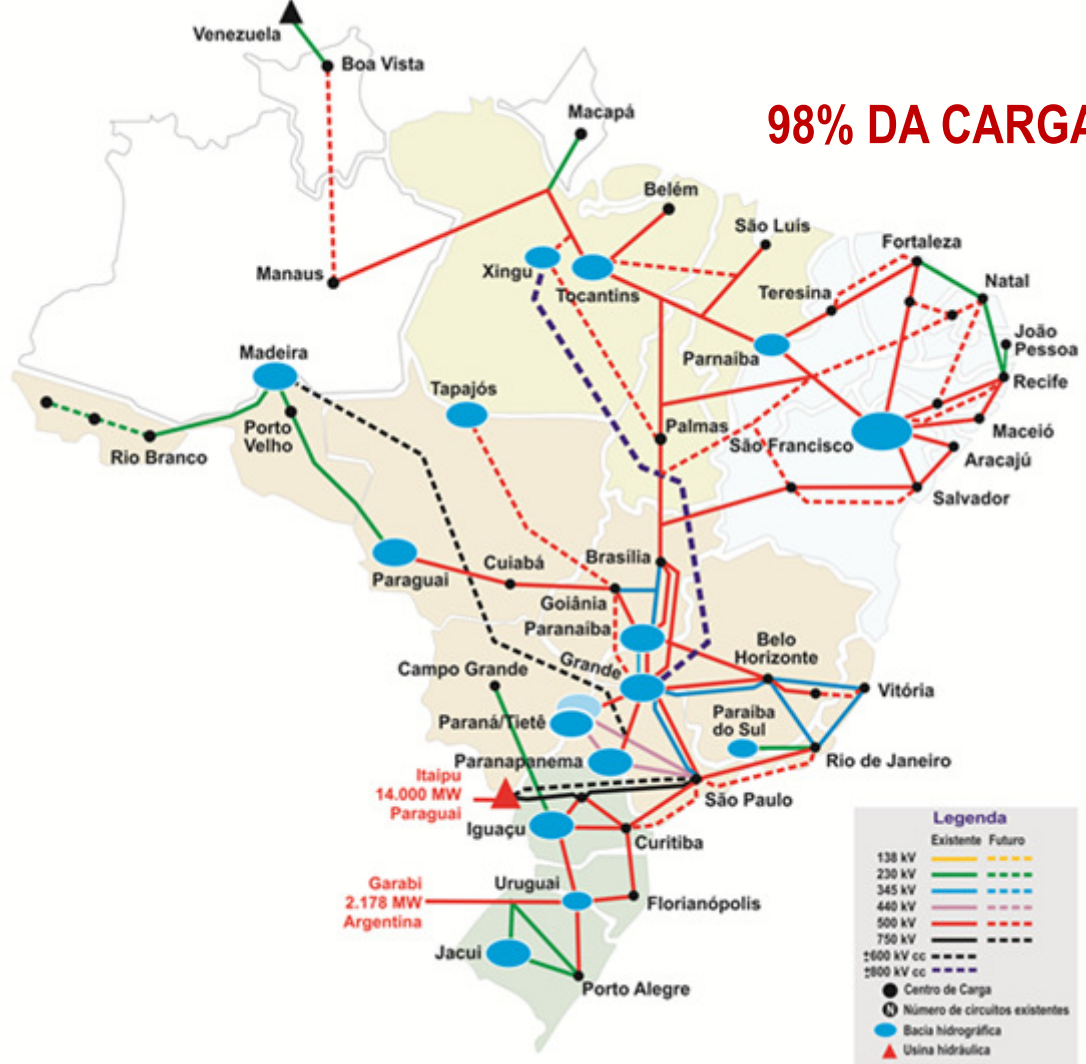 Venezuela
Boa Vista
Macapá
98% DA CARGA
Belém
São Luís
Fortaleza
Manaus
Xingu
Tocantins
Teresina
Natal
João
Pessoa
Parnaíba
Recife
Madeira
Tapajós
Palmas
São Francisco
Maceió
Porto
Velho
Rio Branco
Aracajú
Salvador
Paraguai
Cuiabá
Brasília
Goiânia
Paranaíba
Grande
Belo
Horizonte
Campo Grande
Vitória
Paraná/Tietê
Paraíba
do Sul
Paranapanema
Rio de Janeiro
Itaipu
14.000 MW
Paraguai
São Paulo
Iguaçu
Curitiba
Garabi
2.178 MW
Argentina
Uruguai
Florianópolis
Jacui
Porto Alegre
Legenda
Existente Futuro
138 kV
230 kV
345 kV
440 kV
500 kV
750 kV
±600 kV cc
±800 kV cc
Centro de Carga
N Número de circuitos existentes
Bacia hidrográfica
Usina hidráulica